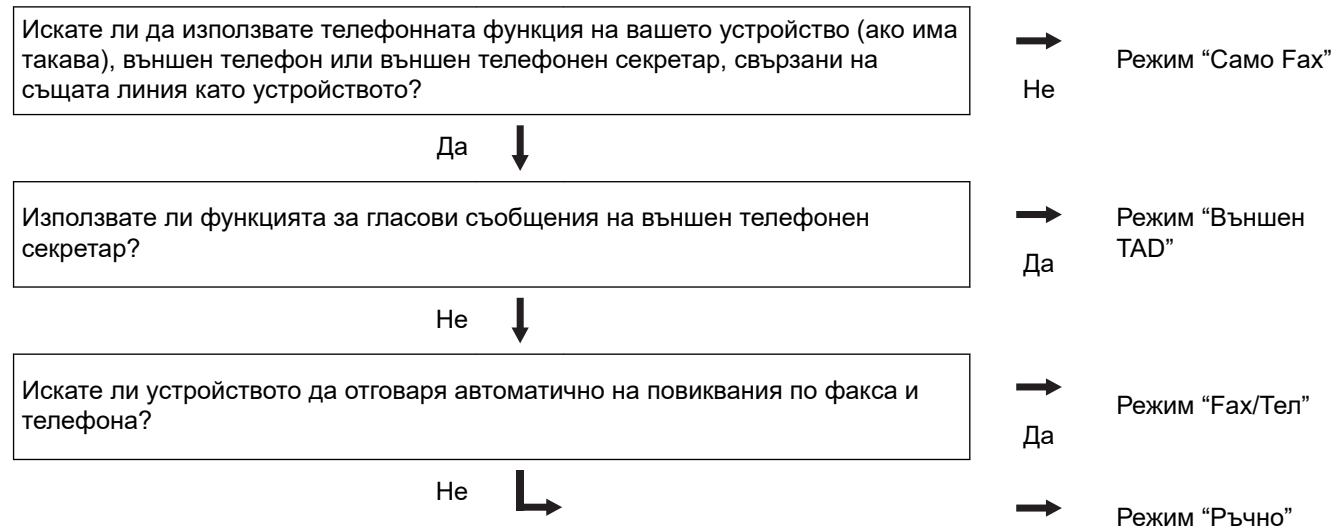 Искате ли да използвате телефонната функция на вашето устройство (ако има
такава), външен телефон или външен телефонен секретар, свързани на
същата линия като устройството?
Не
Режим “Само Fax”
Да
Използвате ли функцията за гласови съобщения на външен телефонен
секретар?
Да
Режим “Външен
TAD”
Не
Искате ли устройството да отговаря автоматично на повиквания по факса и
телефона?
Да
Режим “Fax/Тел”
Не
Режим “Ръчно”